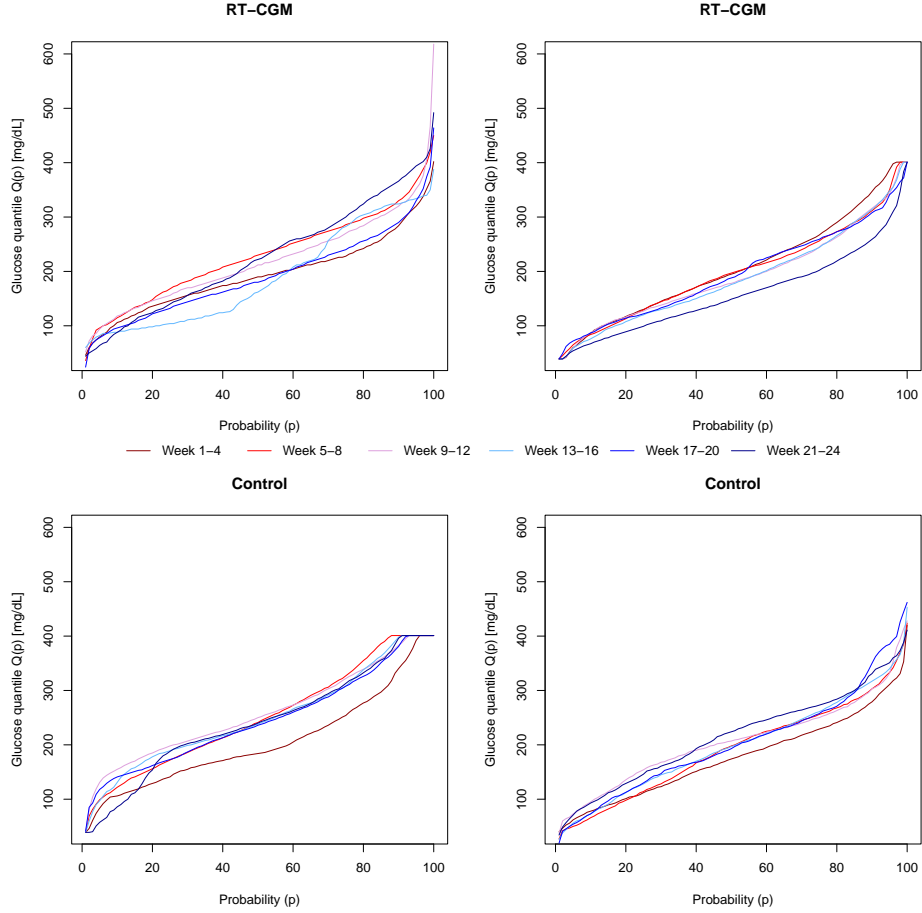 RT−CGM
Glucose quantile Q(p) [mg/dL]
600
500
400
300
200
100
0 20 40 60 80 100
Probability (p)
RT−CGM
Glucose quantile Q(p) [mg/dL]
600
500
400
300
200
100
0 20 40 60 80 100
Probability (p)
Week 1−4 Week 5−8 Week 9−12 Week 13−16 Week 17−20 Week 21−24
Control
Glucose quantile Q(p) [mg/dL]
600
500
400
300
200
100
0 20 40 60 80 100
Probability (p)
Control
Glucose quantile Q(p) [mg/dL]
600
500
400
300
200
100
0 20 40 60 80 100
Probability (p)